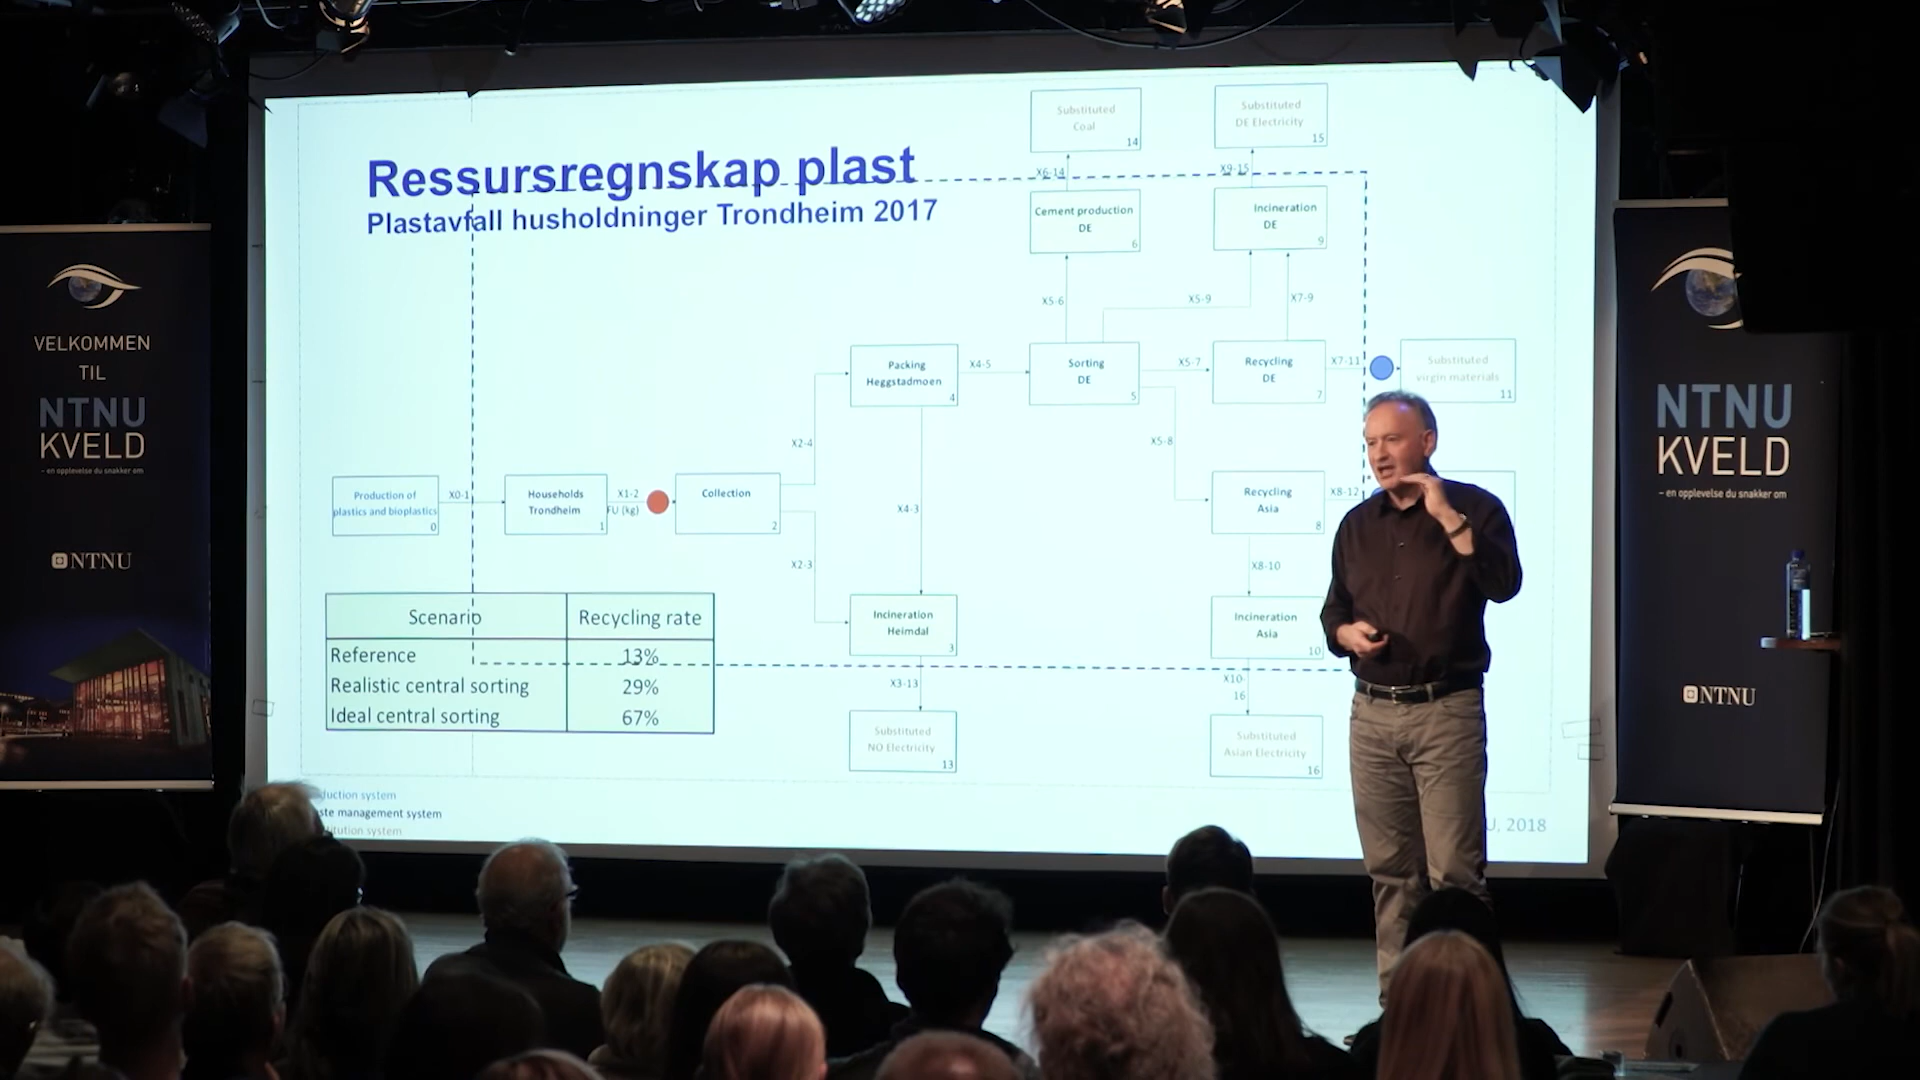 VELKOMMEN
TIL
NTNU
KVELD
– en opplevelse du snakker om
NTNU
Ressursregnskap plast
Plastavfall husholdninger Trondheim 2017
Substituted
Coal
14
Substituted
DE Electricity
15
X6-14
X9-15
Cement production
DE
6
Incineration
DE
9
X5-6
X5-9
X7-9
Packing
Heggstadmoen
4
X4-5
Sorting
DE
5
X5-7
Recycling
DE
7
X7-11
Substituted
virgin materials
11
X2-4
X5-8
Production of
plastics and bioplastics
0
X0-1
Households
Trondheim
1
X1-2
FU (kg)
Collection
2
X4-3
Recycling
Asia
8
X8-12
X2-3
X8-10
Incineration
Heimdal
3
Incineration
Asia
10
X3-13
X10-
16
Substituted
NO Electricity
13
Substituted
Asian Electricity
16
Scenario Recycling rate
Reference 13%
Realistic central sorting 29%
Ideal central sorting 67%
system
management system
system
2018
NTNU
KVELD
– en opplevelse du snakker om
NTNU